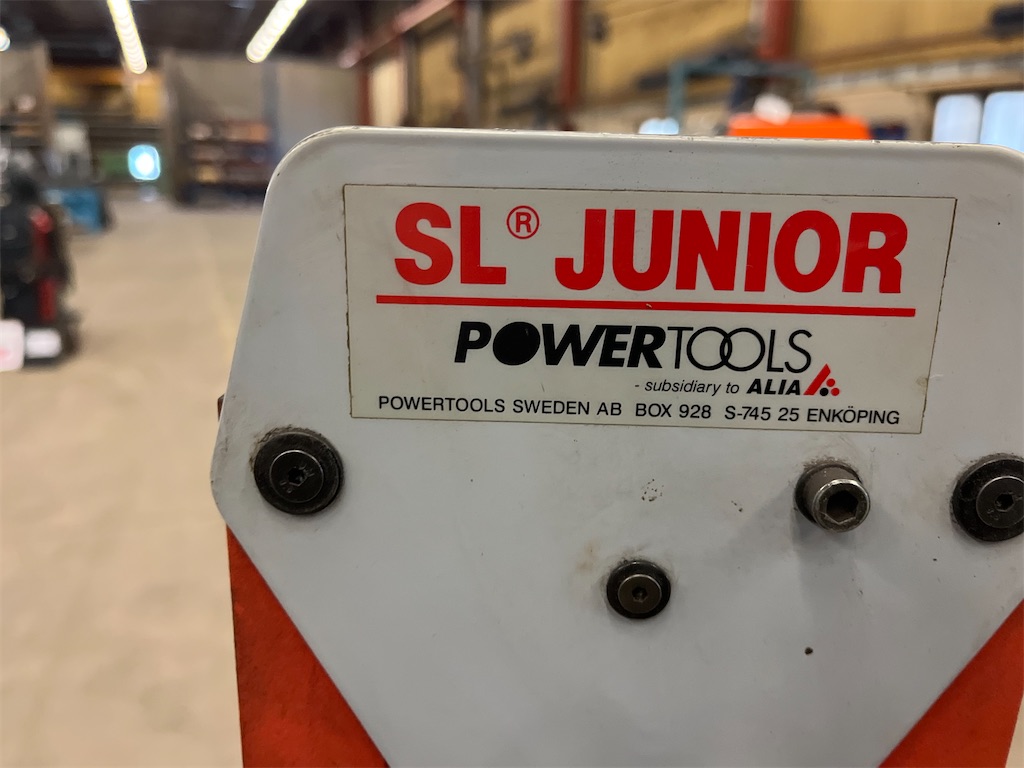 SL® JUNIOR
POWERTOOLS
- subsidiary to ALIA
POWERTOOLS SWEDEN AB BOX 928 S-745 25 ENKÖPING